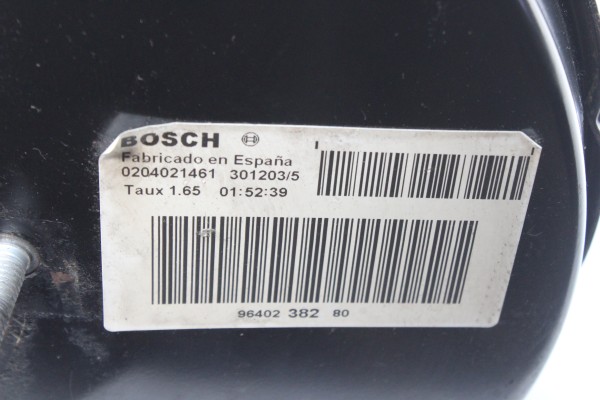 BOSCH
Fabricado en España
0204021461 301203/5
Taux 1.65 01:52:39
96402 382 80